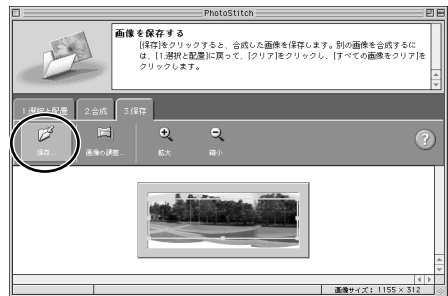 PhotoStitch
画像を保存する
[保存]をクリックすると、合成した画像を保存します。別の画像を合成するに
は、[1.選択と配置]に戻って、[クリア]をクリックし、[すべての画像をクリア]を
クリックします。
1.選択と配置 2.合成 3.保存
保存... 画像の調整... 拡大 縮小 ?
画像サイズ: 1155 × 312